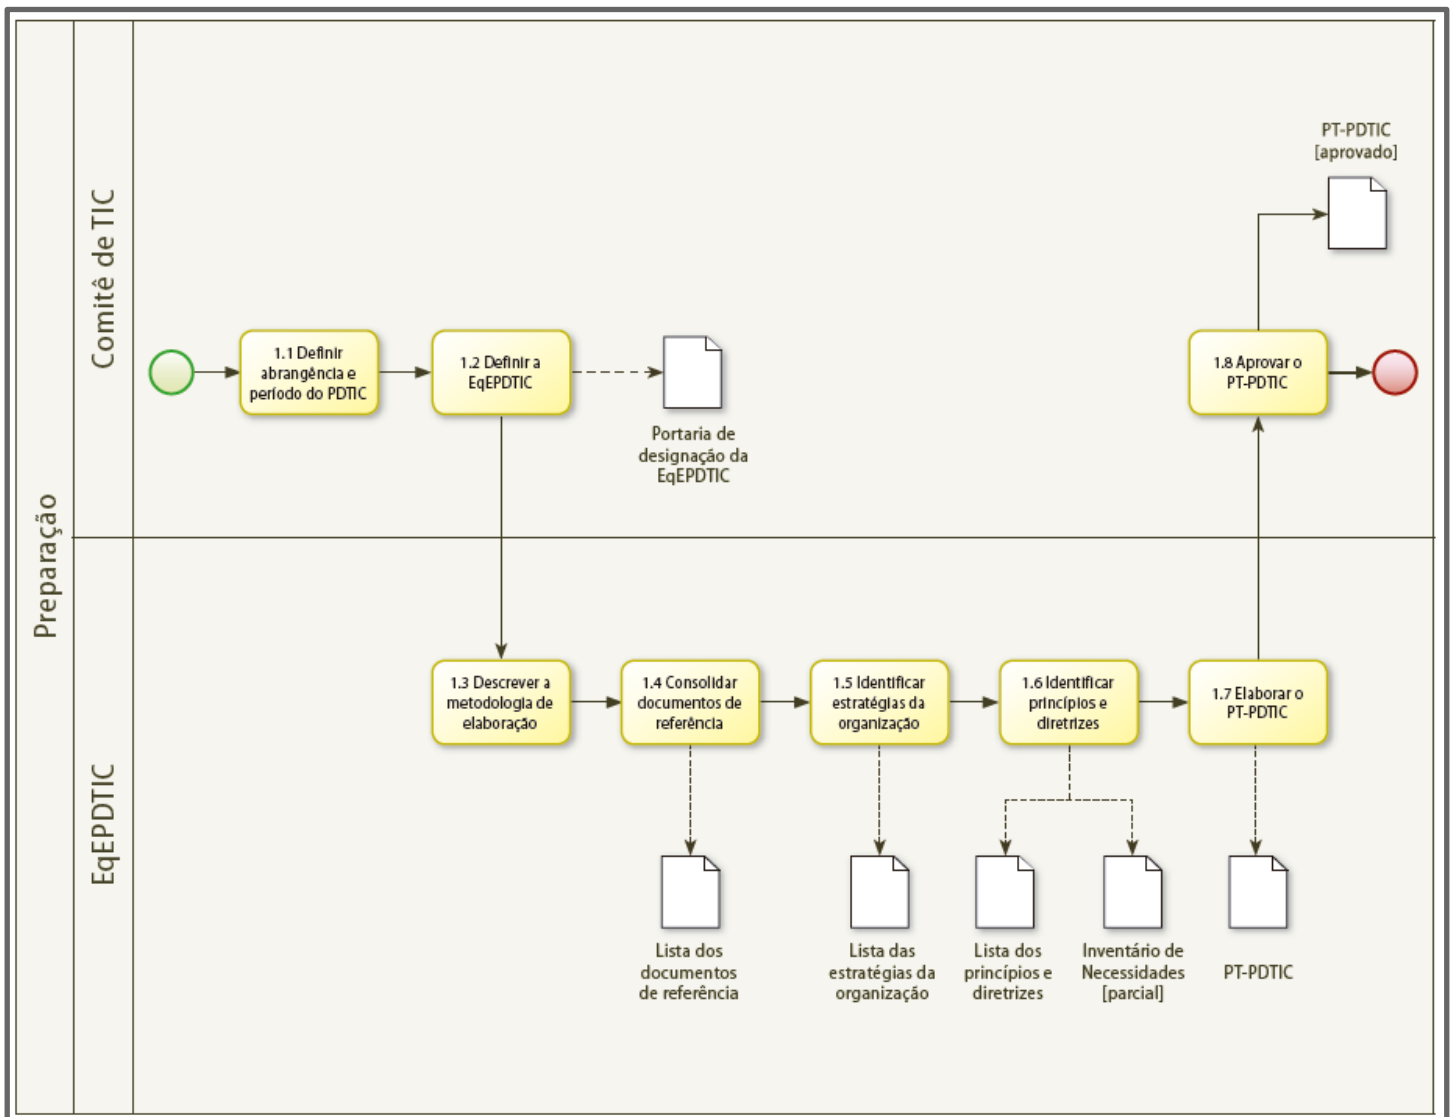 Preparação
Comitê de TIC
PT-PDTIC
[aprovado]
1.1 Definir
abrangência e
período do PDTIC
1.2 Definir a
EqEPDTIC
Portaria de
designação da
EqEPDTIC
1.8 Aprovar o
PT-PDTIC
EqEPDTIC
1.3 Descrever a
metodologia de
elaboração
1.4 Consolidar
documentos de
referência
1.5 Identificar
estratégias da
organização
1.6 Identificar
princípios e
diretrizes
1.7 Elaborar o
PT-PDTIC
Lista dos
documentos
de referência
Lista das
estratégias da
organização
Lista dos
princípios e
diretrizes
Inventário de
Necessidades
[parcial]
PT-PDTIC